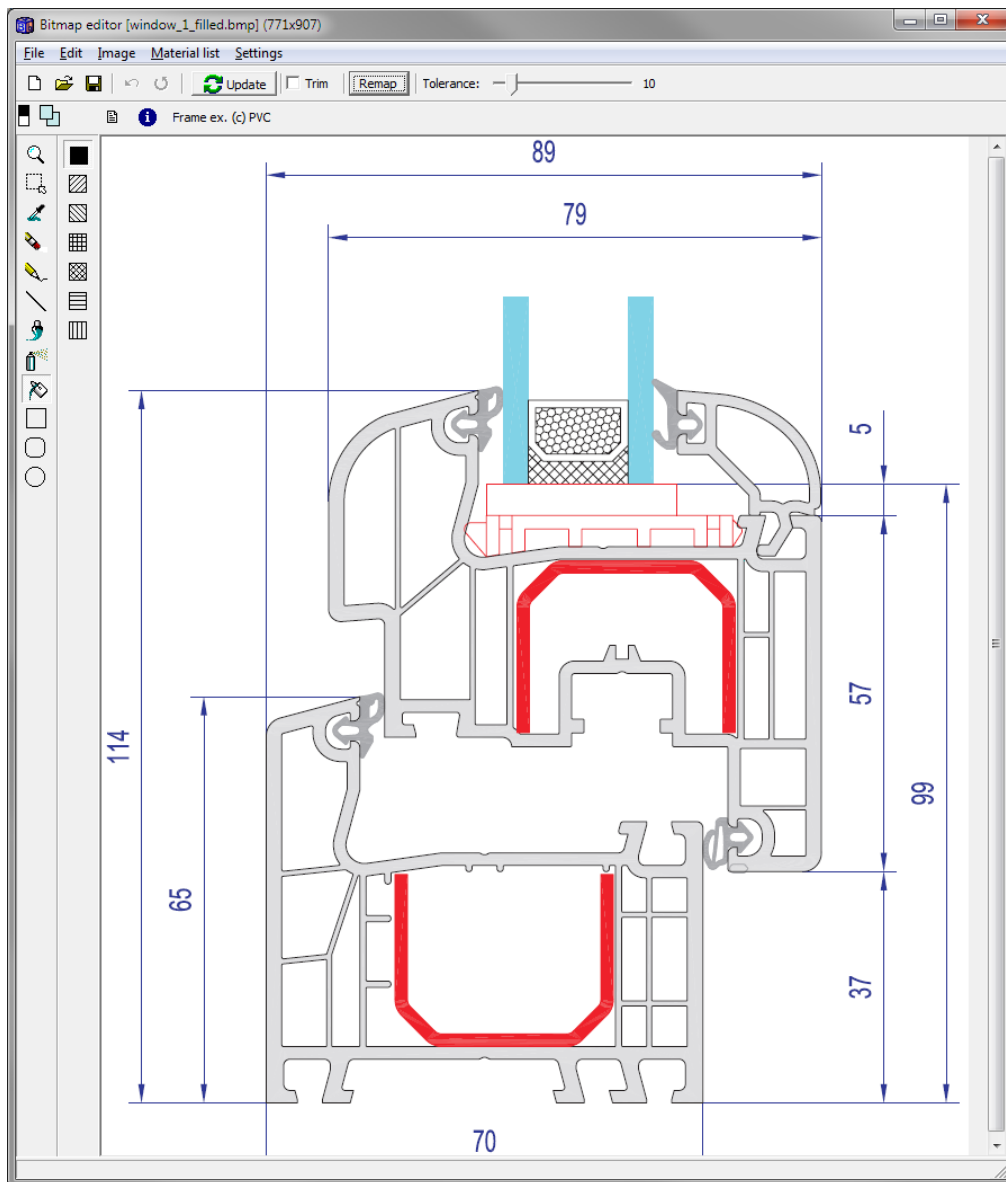 Bitmap editor [window_1_filled.bmp] (771x907)
File Edit Image Material list Settings
Update Trim Remap Tolerance: 10
Frame ex. (c) PVC
89
79
5
114
57
99
65
37
70